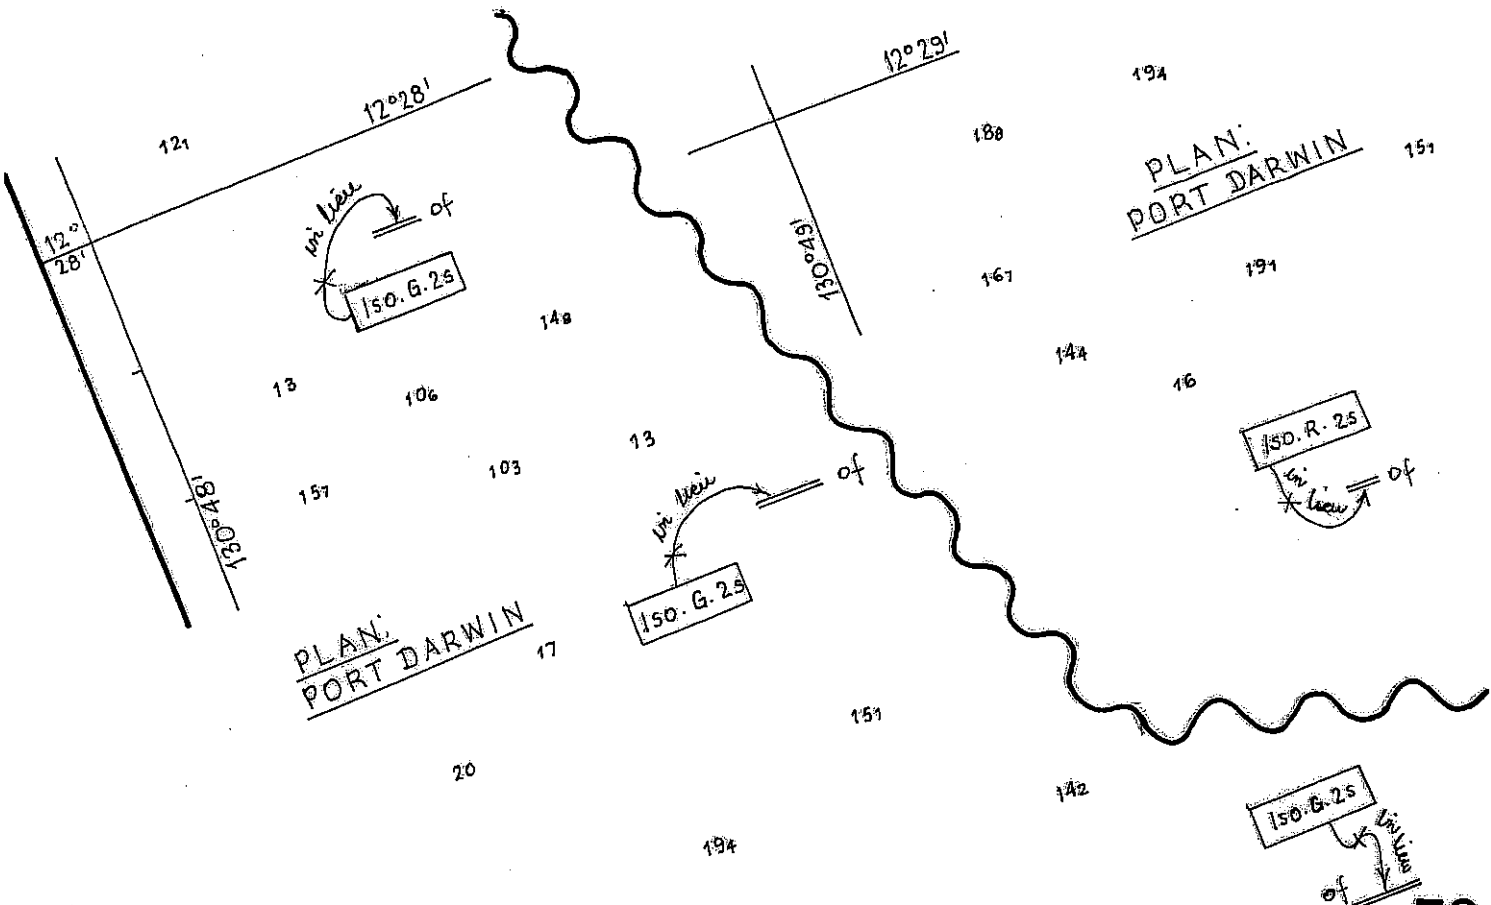 12°28'
12₁
12°
28'
in lieu
of
Iso.G.2s
14₈
13
10₆
13
10₃
15₇
130°48'
in lieu
of
Iso.G.2s
PLAN:
PORT DARWIN
17
15₁
20
14₂
19₄
12°29'
19₄
18₈
PLAN:
PORT DARWIN
15₁
130°49'
16₁
19₁
14₄
16
Iso.R.2s
in lieu
of
Iso.G.2s
in lieu
of